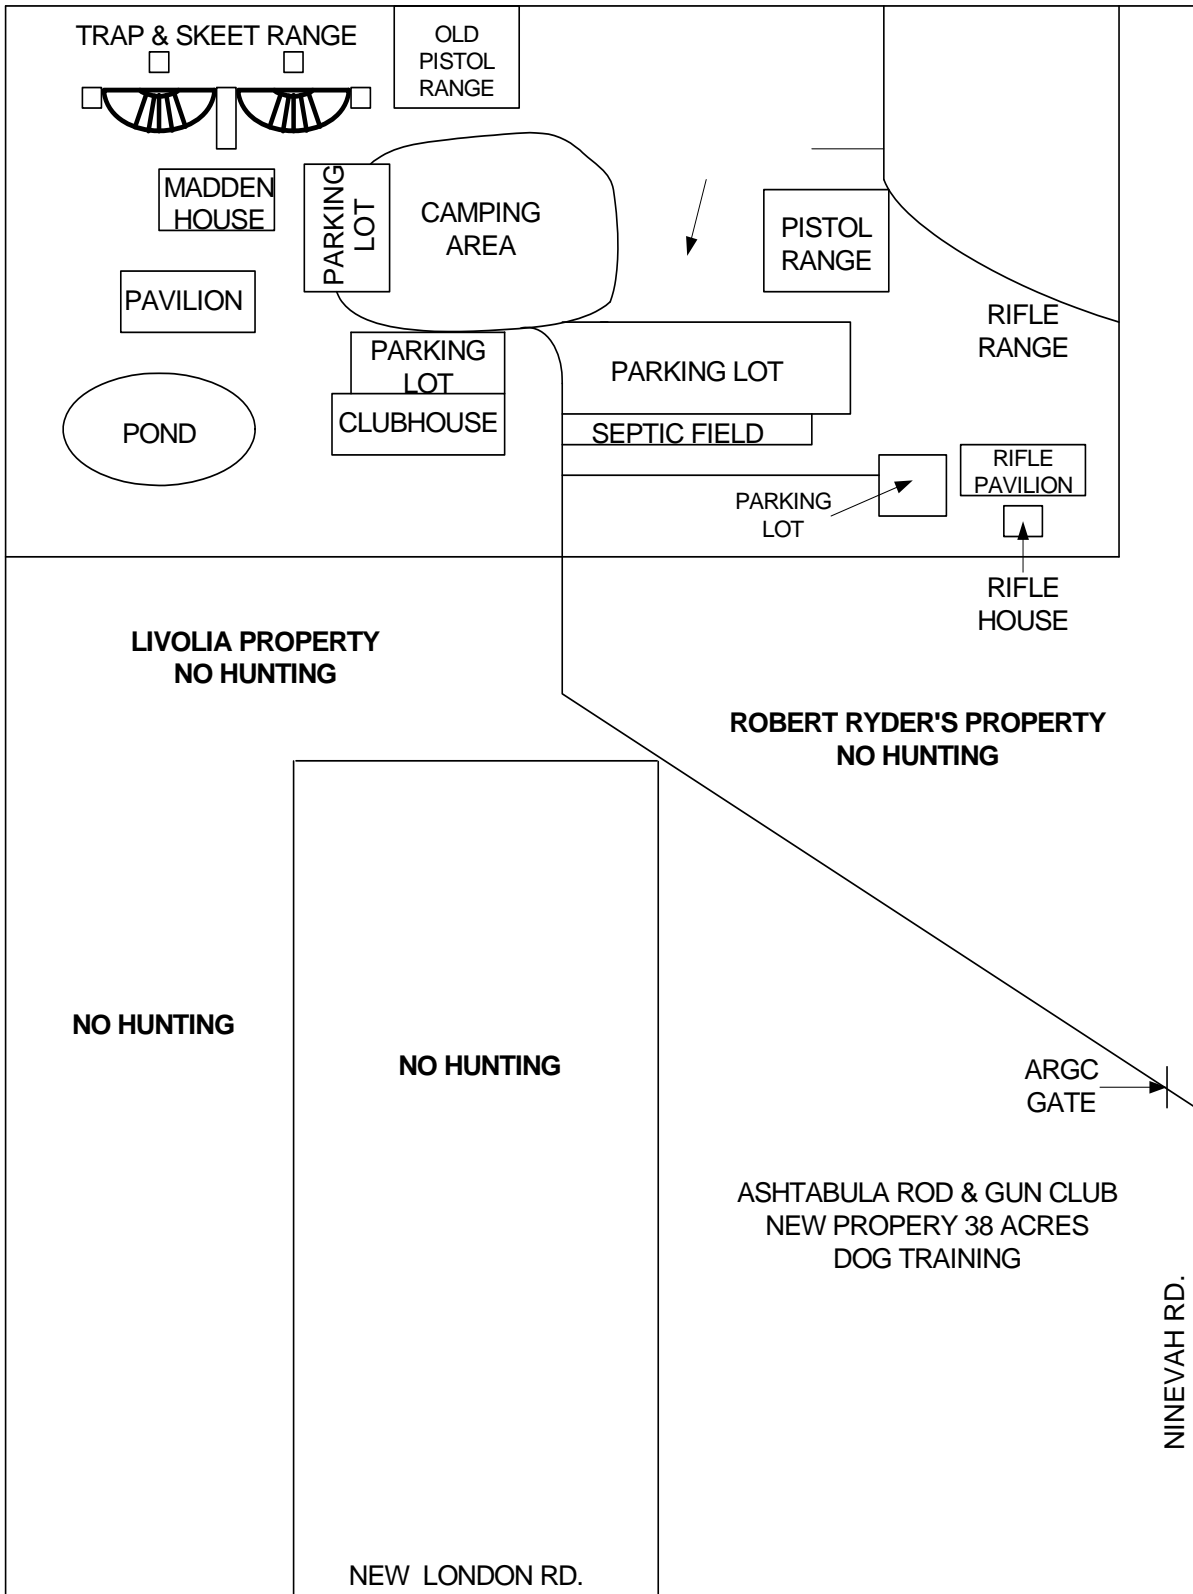 TRAP & SKEET RANGE
OLD
PISTOL
RANGE
MADDEN
HOUSE
PARKING
LOT
CAMPING
AREA
PISTOL
RANGE
PAVILION
RIFLE
RANGE
PARKING
LOT
PARKING LOT
CLUBHOUSE
POND
SEPTIC FIELD
RIFLE
PAVILION
PARKING
LOT
RIFLE
HOUSE
LIVOLIA PROPERTY
NO HUNTING
ROBERT RYDER'S PROPERTY
NO HUNTING
NO HUNTING
NO HUNTING
ARGC
GATE
ASHTABULA ROD & GUN CLUB
NEW PROPERY 38 ACRES
DOG TRAINING
NINEVAH RD.
NEW LONDON RD.